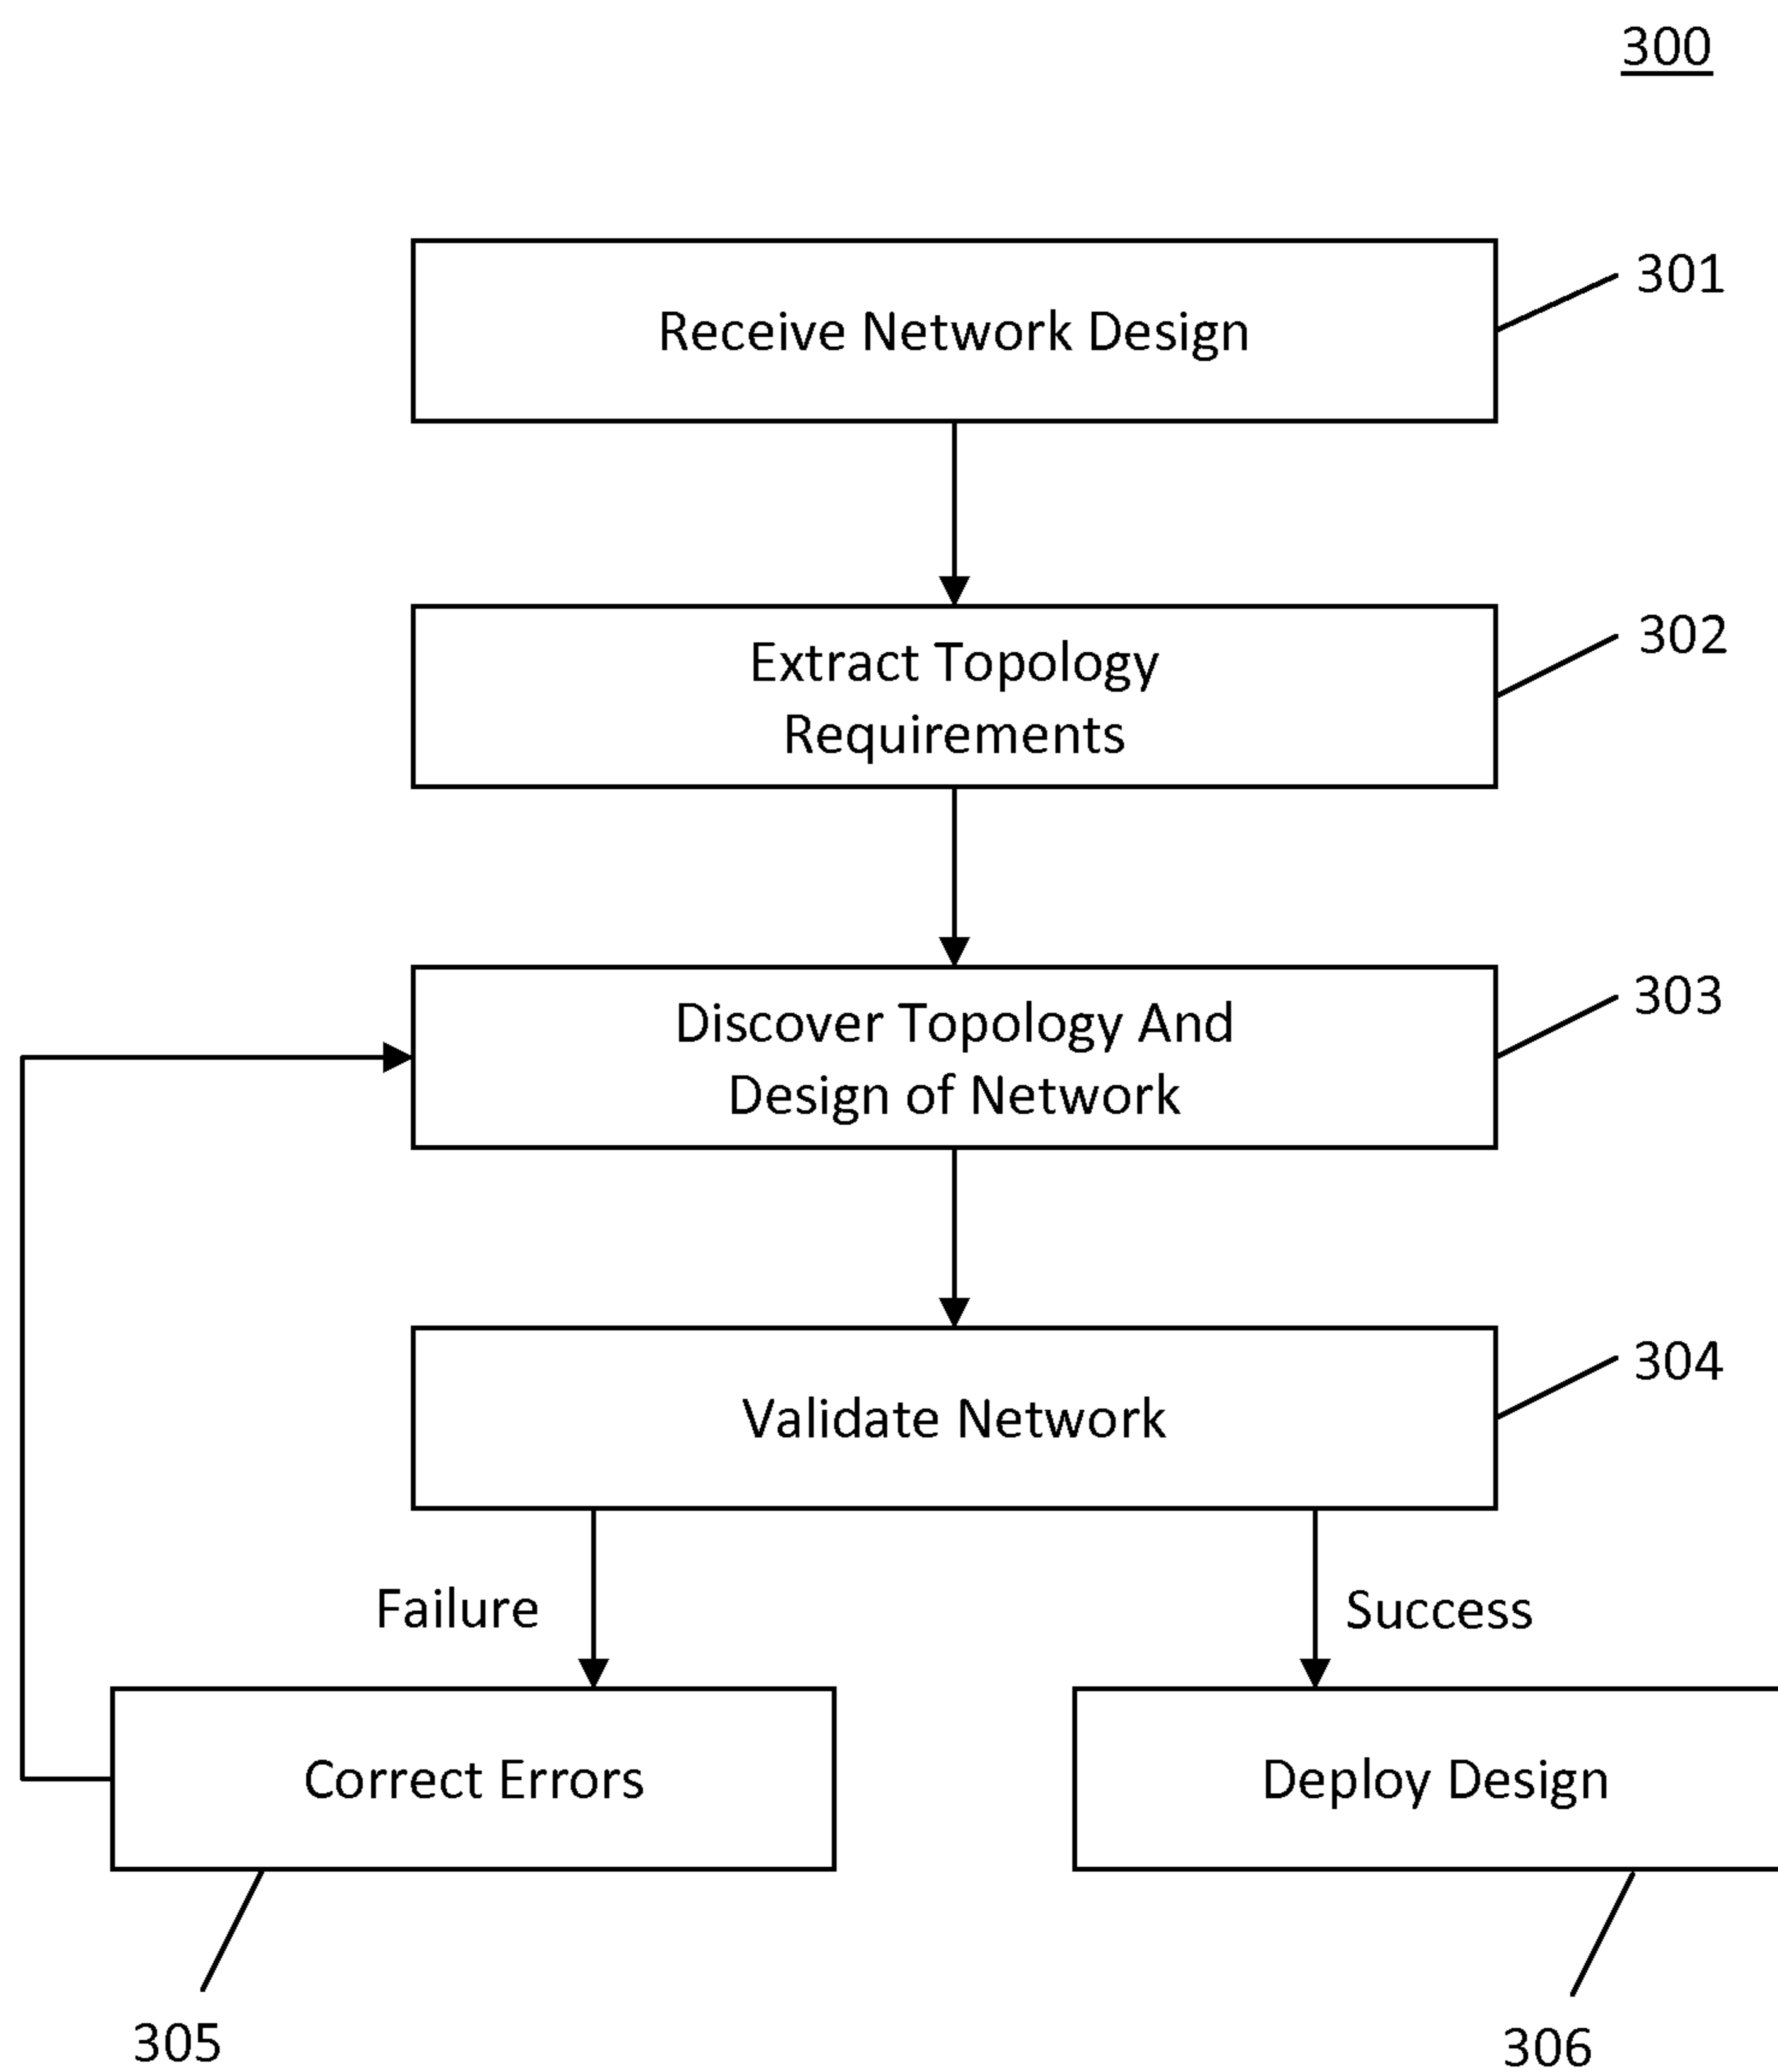 300
Receive Network Design
301
Extract Topology
Requirements
302
Discover Topology And
Design of Network
303
Validate Network
304
Failure
Success
Correct Errors
Deploy Design
305
306